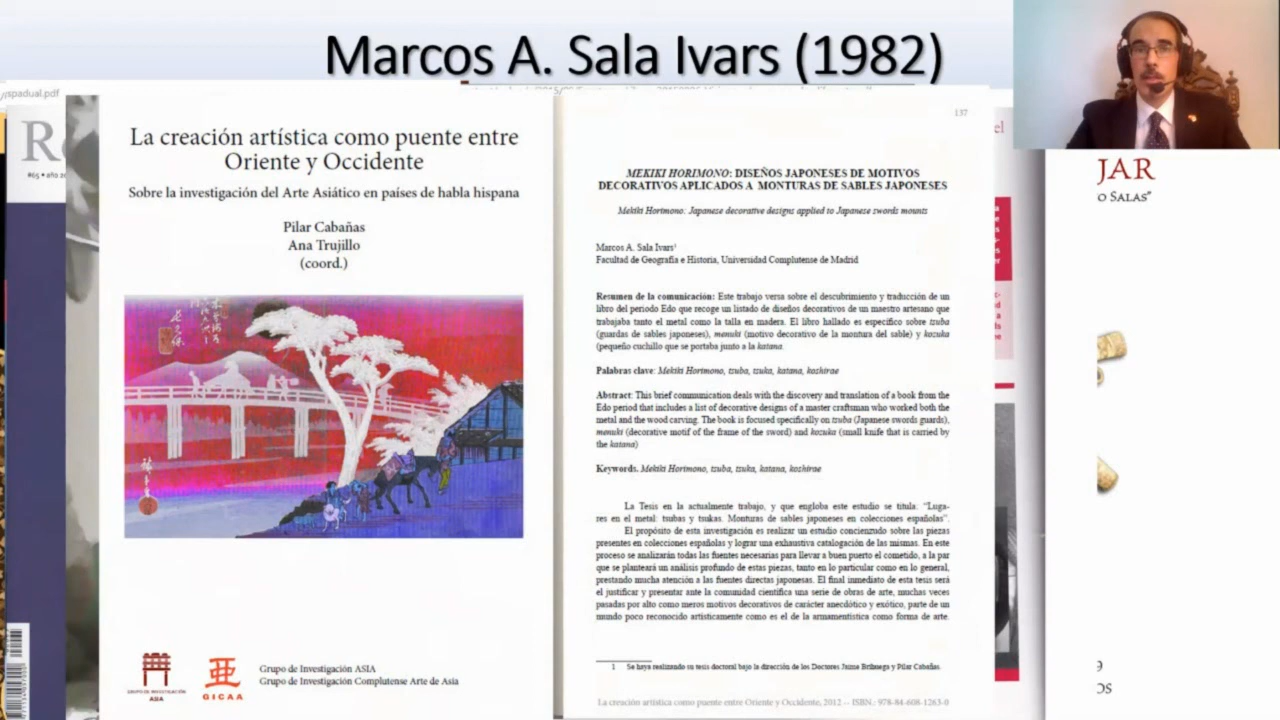 Marcos A. Sala Ivars (1982)
spadual.pdf
La creación artística como puente entre
Oriente y Occidente
Sobre la investigación del Arte Asiático en países de habla hispana
Pilar Cabañas
Ana Trujillo
(coord.)
GRUPO DE INVESTIGACIÓN
ASIA
GICAA
Grupo de Investigación ASIA
Grupo de Investigación Complutense Arte de Asia
137
MEKIKI HORIMONO: DISEÑOS JAPONESES DE MOTIVOS
DECORATIVOS APLICADOS A MONTURAS DE SABLES JAPONESES
Mekiki Horimono: Japanese decorative designs applied to Japanese swords mounts
Marcos A. Sala Ivars¹
Facultad de Geografía e Historia, Universidad Complutense de Madrid
Resumen de la comunicación: Este trabajo versa sobre el descubrimiento y traducción de un
libro del periodo Edo que recoge un listado de diseños decorativos de un maestro artesano que
trabajaba tanto el metal como la talla en madera. El libro hallado es específico sobre tsuba
(guardas de sables japoneses), menuki (motivo decorativo de la montura del sable) y kozuka
(pequeño cuchillo que se portaba junto a la katana.
Palabras clave: Mekiki Horimono, tsuba, tsuka, katana, koshirae
Abstract: This brief communication deals with the discovery and translation of a book from the
Edo period that includes a list of decorative designs of a master craftsman who worked both the
metal and the wood carving. The book is focused specifically on tsuba (Japanese swords guards),
menuki (decorative motif of the frame of the sword) and kozuka (small knife that is carried by
the katana)
Keywords. Mekiki Horimono, tsuba, tsuka, katana, koshirae
La Tesis en la actualmente trabajo, y que engloba este estudio se titula: “Luga-
res en el metal: tsubas y tsukas. Monturas de sables japoneses en colecciones españolas”.
El propósito de esta investigación es realizar un estudio concienzudo sobre las piezas
presentes en colecciones españolas y lograr una exhaustiva catalogación de las mismas. En este
proceso se analizarán todas las fuentes necesarias para llevar a buen puerto el cometido, a la par
que se planteará un análisis profundo de estas piezas, tanto en lo particular como en lo general,
prestando mucha atención a las fuentes directas japonesas. El final inmediato de esta tesis será
el justificar y presentar ante la comunidad científica una serie de obras de arte, muchas veces
pasadas por alto como meros motivos decorativos de carácter anecdótico y exótico, parte de un
mundo poco reconocido artísticamente como es el de la armamentística como forma de arte.
1 Se haya realizando su tesis doctoral bajo la dirección de los Doctores Jaime Brihuega y Pilar Cabañas.
La creación artística como puente entre Oriente y Occidente, 2012 -- ISBN.: 978-84-608-1263-0
JAR
O SALAS”
9
OS